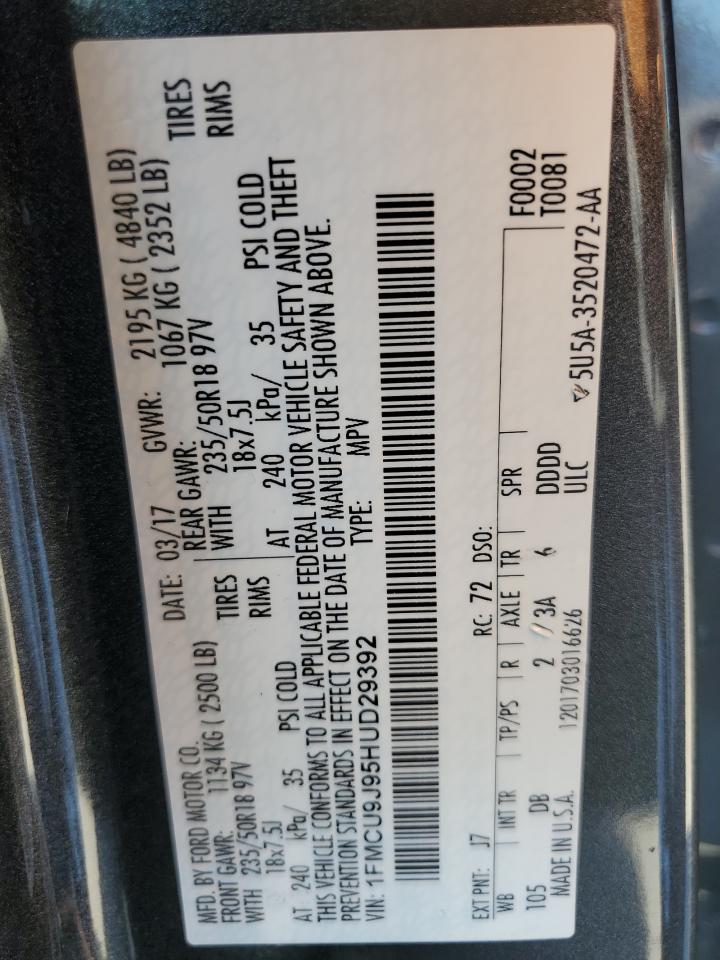 MFD. BY FORD MOTOR CO. DATE: 03/17 GVWR: 2195 KG ( 4840 LB)
FRONT GAWR: 1134 KG ( 2500 LB) REAR GAWR: 1067 KG ( 2352 LB)
WITH 235/50R18 97V TIRES WITH 235/50R18 97V TIRES
18x7.5J RIMS 18x7.5J RIMS
AT 240 kPa/ 35 PSI COLD AT 240 kPa/ 35 PSI COLD
THIS VEHICLE CONFORMS TO ALL APPLICABLE FEDERAL MOTOR VEHICLE SAFETY AND THEFT
PREVENTION STANDARDS IN EFFECT ON THE DATE OF MANUFACTURE SHOWN ABOVE.
VIN: 1FMCU9J95HUD29392 TYPE: MPV
EXT PNT: J7 RC: 72 DSO:
WB INT TR TP/PS R AXLE TR SPR F0002
105 DB 2 3A 6 DDDD T0081
MADE IN U.S.A. 1201703016626 ULC 5U5A-3520472-AA